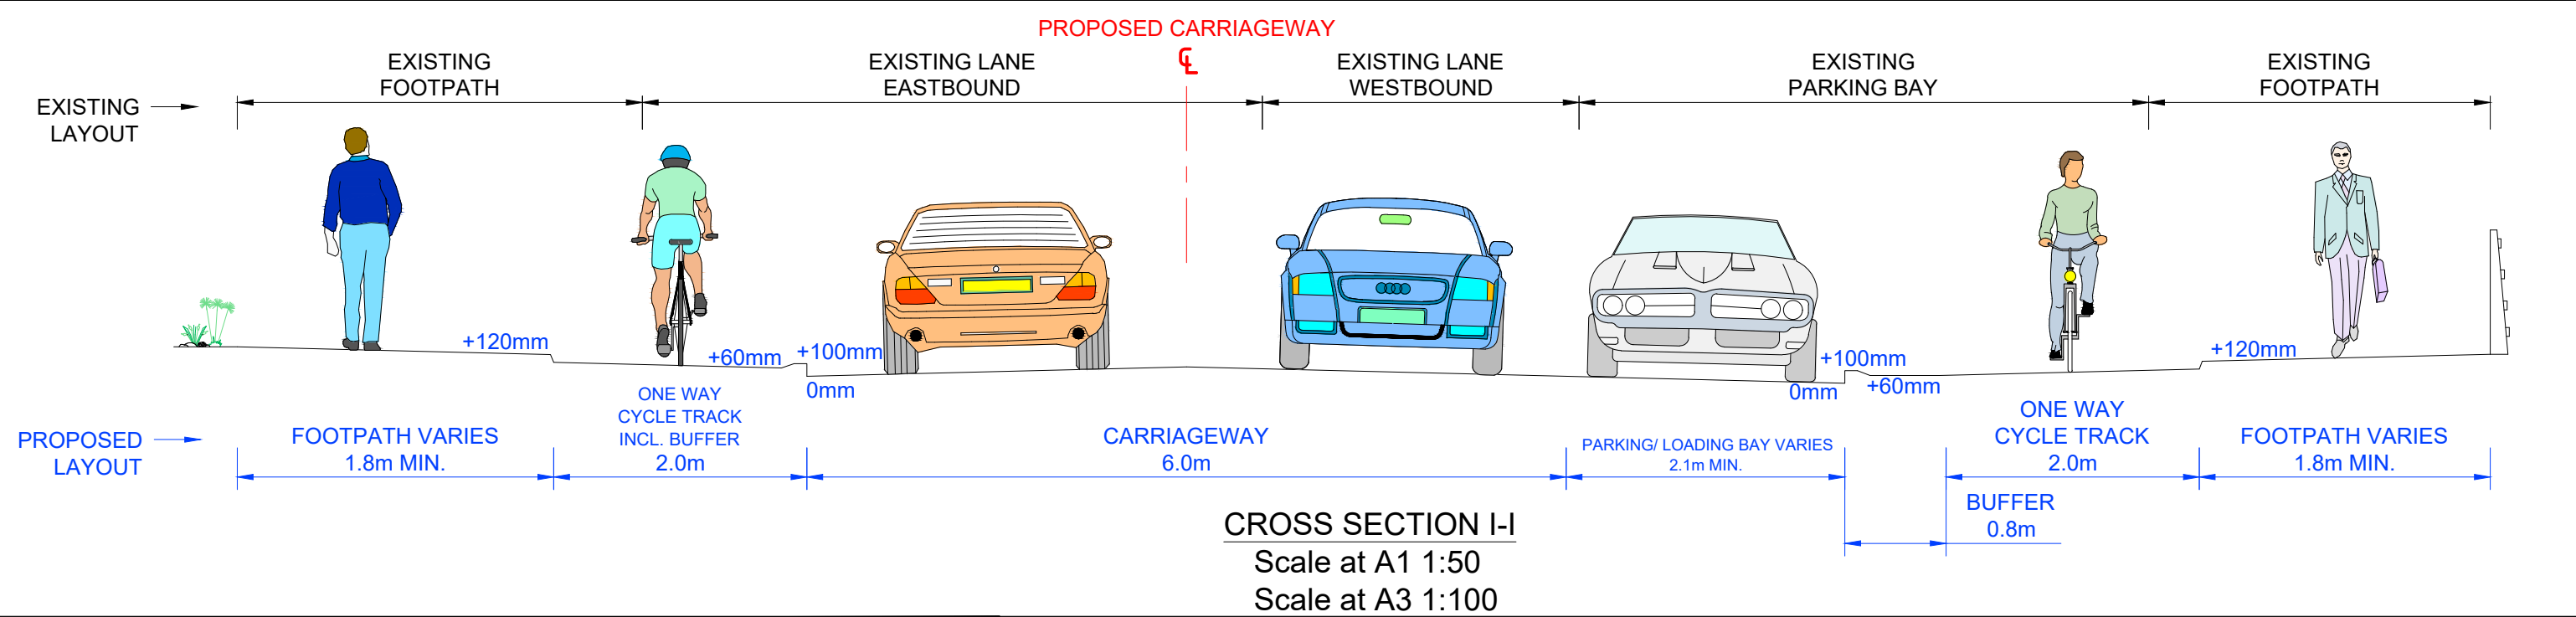 PROPOSED CARRIAGEWAY
℄
EXISTING
FOOTPATH
EXISTING LANE
EASTBOUND
EXISTING LANE
WESTBOUND
EXISTING
PARKING BAY
EXISTING
FOOTPATH
EXISTING
LAYOUT
+120mm
+60mm
+100mm
0mm
+100mm
0mm
+60mm
+120mm
PROPOSED
LAYOUT
FOOTPATH VARIES
1.8m MIN.
ONE WAY
CYCLE TRACK
INCL. BUFFER
2.0m
CARRIAGEWAY
6.0m
PARKING/ LOADING BAY VARIES
2.1m MIN.
ONE WAY
CYCLE TRACK
2.0m
FOOTPATH VARIES
1.8m MIN.
BUFFER
0.8m
CROSS SECTION I-I
Scale at A1 1:50
Scale at A3 1:100